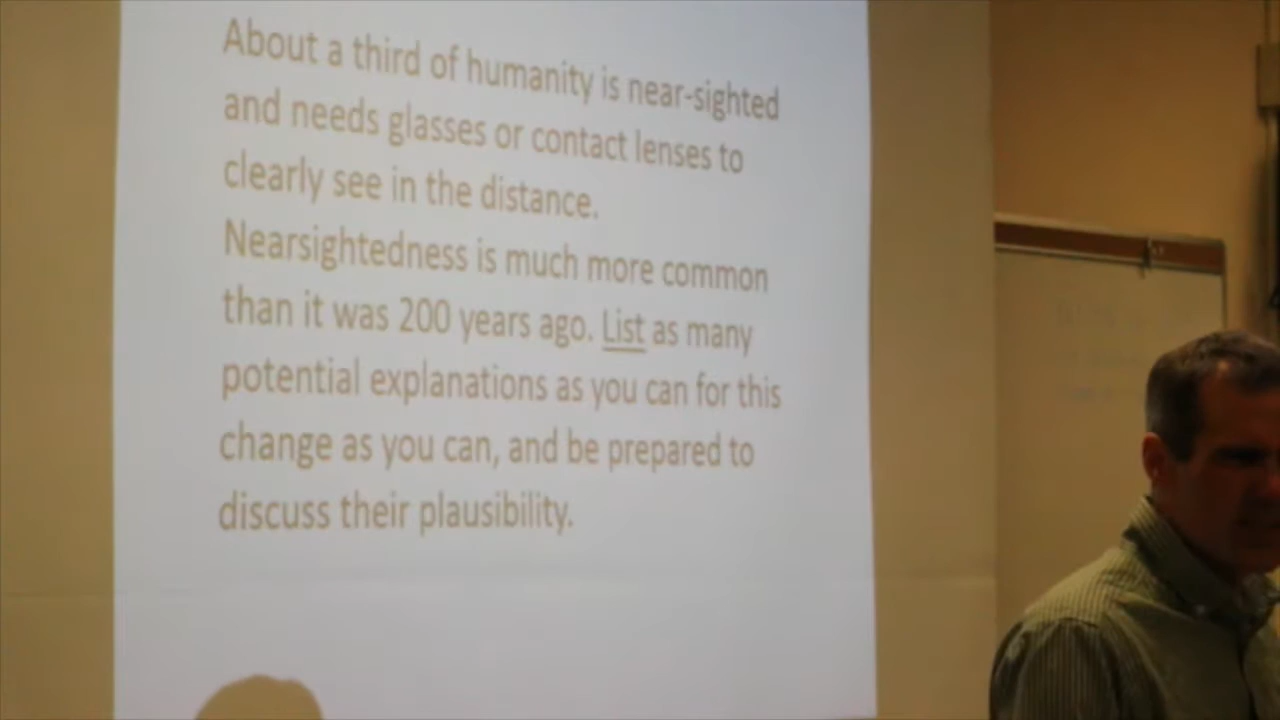 About a third of humanity is near-sighted
and needs glasses or contact lenses to
clearly see in the distance.
Nearsightedness is much more common
than it was 200 years ago. List as many
potential explanations as you can for this
change as you can, and be prepared to
discuss their plausibility.